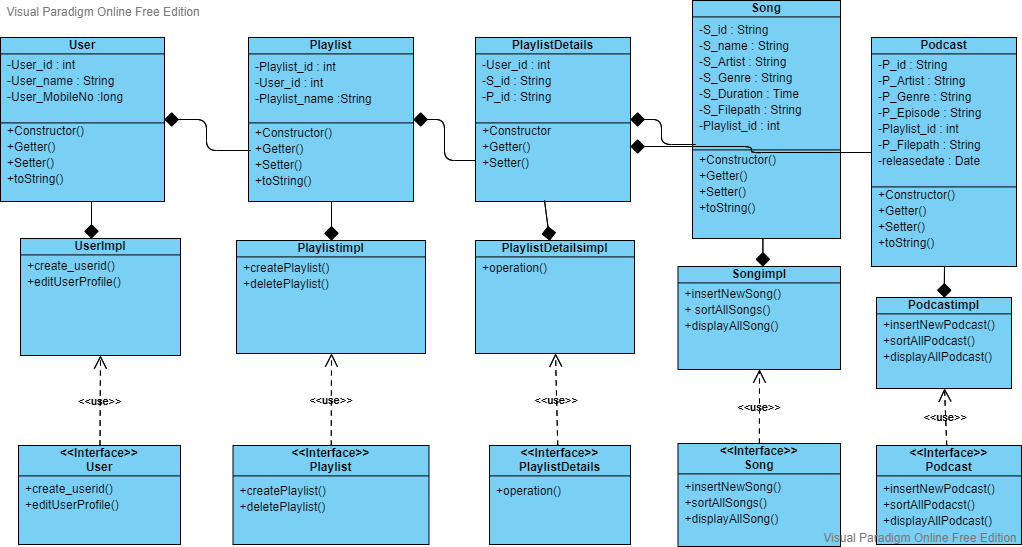 Visual Paradigm Online Free Edition
User
-User_id : int
-User_name : String
-User_MobileNo :long
+Constructor()
+Getter()
+Setter()
+toString()
Playlist
-Playlist_id : int
-User_id : int
-Playlist_name :String
+Constructor()
+Getter()
+Setter()
+toString()
PlaylistDetails
-User_id : int
-S_id : String
-P_id : String
+Constructor
+Getter()
+Setter()
Song
-S_id : String
-S_name : String
-S_Artist : String
-S_Genre : String
-S_Duration : Time
-S_Filepath : String
-Playlist_id : int
+Constructor()
+Getter()
+Setter()
+toString()
Podcast
-P_id : String
-P_Artist : String
-P_Genre : String
-P_Episode : String
-Playlist_id : int
-P_Filepath : String
-releasedate : Date
+Constructor()
+Getter()
+Setter()
+toString()
UserImpl
+create_userid()
+editUserProfile()
Playlistimpl
+createPlaylist()
+deletePlaylist()
PlaylistDetailsimpl
+operation()
Songimpl
+insertNewSong()
+ sortAllSongs()
+displayAllSong()
Podcastimpl
+insertNewPodcast()
+sortAllPodcast()
+displayAllPodcast()
<<use>>
<<use>>
<<use>>
<<use>>
<<use>>
<<Interface>>
User
+create_userid()
+editUserProfile()
<<Interface>>
Playlist
+createPlaylist()
+deletePlaylist()
<<Interface>>
PlaylistDetails
+operation()
<<Interface>>
Song
+insertNewSong()
+sortAllSongs()
+displayAllSong()
<<Interface>>
Podcast
+insertNewPodcast()
+sortAllPodacst()
+displayAllPodcast()
Visual Paradigm Online Free Edition